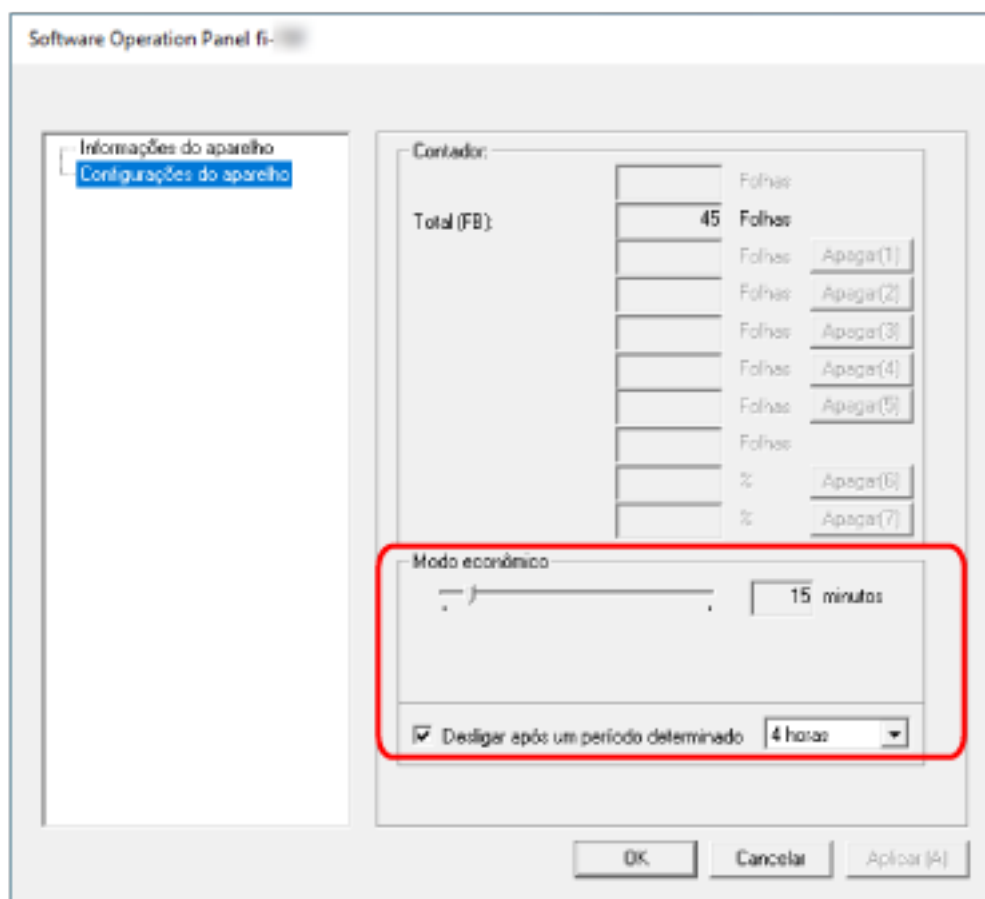 Software Operation Panel fi-
Informações do aparelho
Configurações do aparelho
Contador:
Folhas
Total (FB): 45 Folhas
Folhas Apagar(1)
Folhas Apagar(2)
Folhas Apagar(3)
Folhas Apagar(4)
Folhas Apagar(5)
Folhas
% Apagar(6)
% Apagar(7)
Modo econômico
15 minutos
Desligar após um período determinado 4 horas
OK Cancelar Aplicar (A)